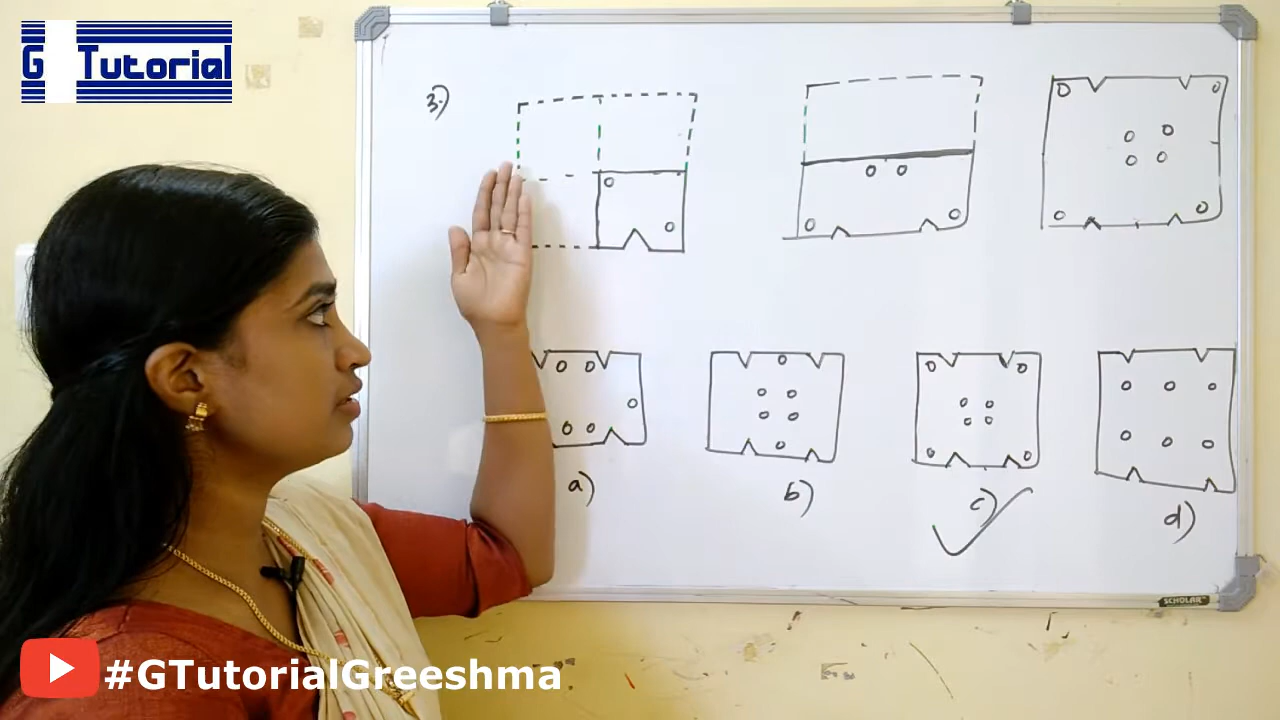 G Tutorial
3.)
a)
b)
c)
d)
SCHOLAR
#GTutorialGreeshma